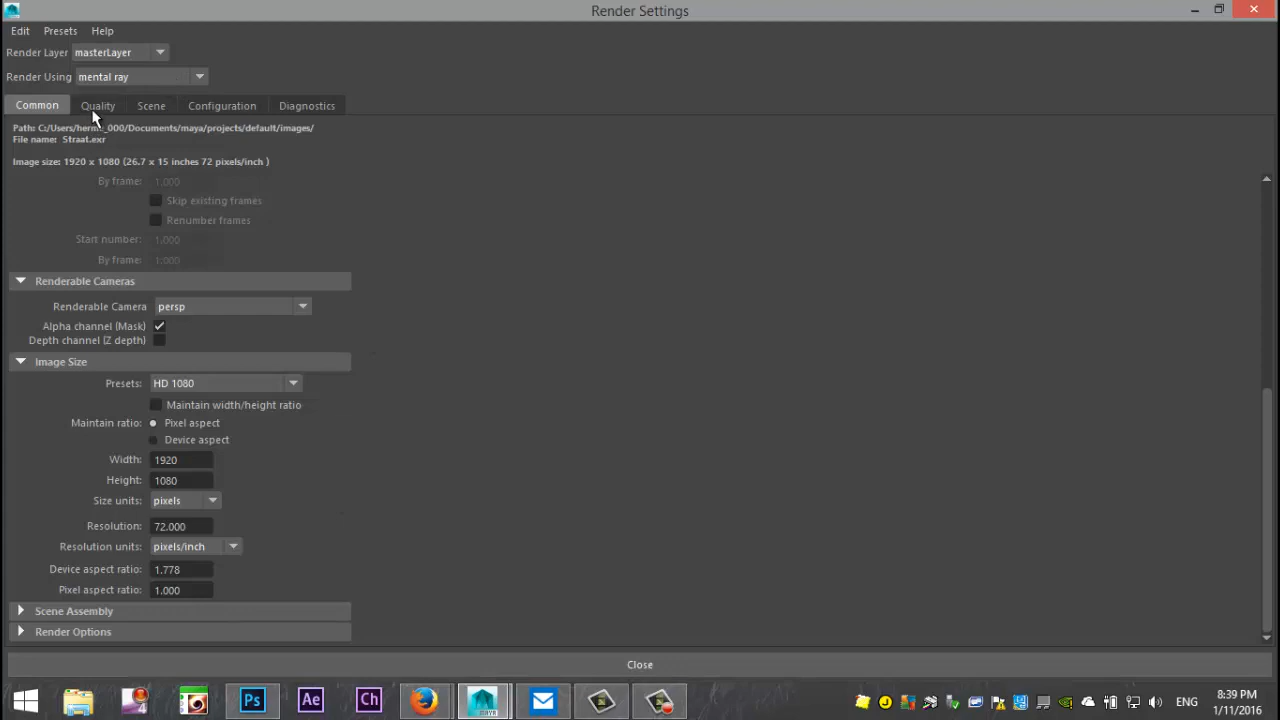 Render Settings
Edit Presets Help
Render Layer masterLayer
Render Using mental ray
Common Quality Scene Configuration Diagnostics
File name: Straat.exr
Image size: 1920 x 1080 (26.7 x 15 inches 72 pixels/inch )
By frame: 1.000
Skip existing frames
Renumber frames
Start number: 1.000
By frame: 1.000
Renderable Cameras
Renderable Camera persp
Alpha channel (Mask)
Depth channel (Z depth)
Image Size
Presets: HD 1080
Maintain width/height ratio
Maintain ratio: Pixel aspect
Device aspect
Width: 1920
Height: 1080
Size units: pixels
Resolution: 72.000
Resolution units: pixels/inch
Device aspect ratio: 1.778
Pixel aspect ratio: 1.000
Scene Assembly
Render Options
Close
Ps Ae Ch MAYA ENG 8:39 PM
1/11/2016